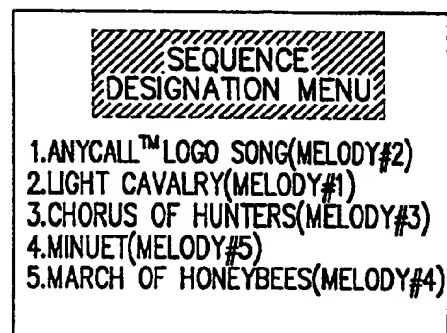 SEQUENCE
DESIGNATION MENU
1.ANYCALL™ LOGO SONG(MELODY#2)
2.LIGHT CAVALRY(MELODY#1)
3.CHORUS OF HUNTERS(MELODY#3)
4.MINUET(MELODY#5)
5.MARCH OF HONEYBEES(MELODY#4)